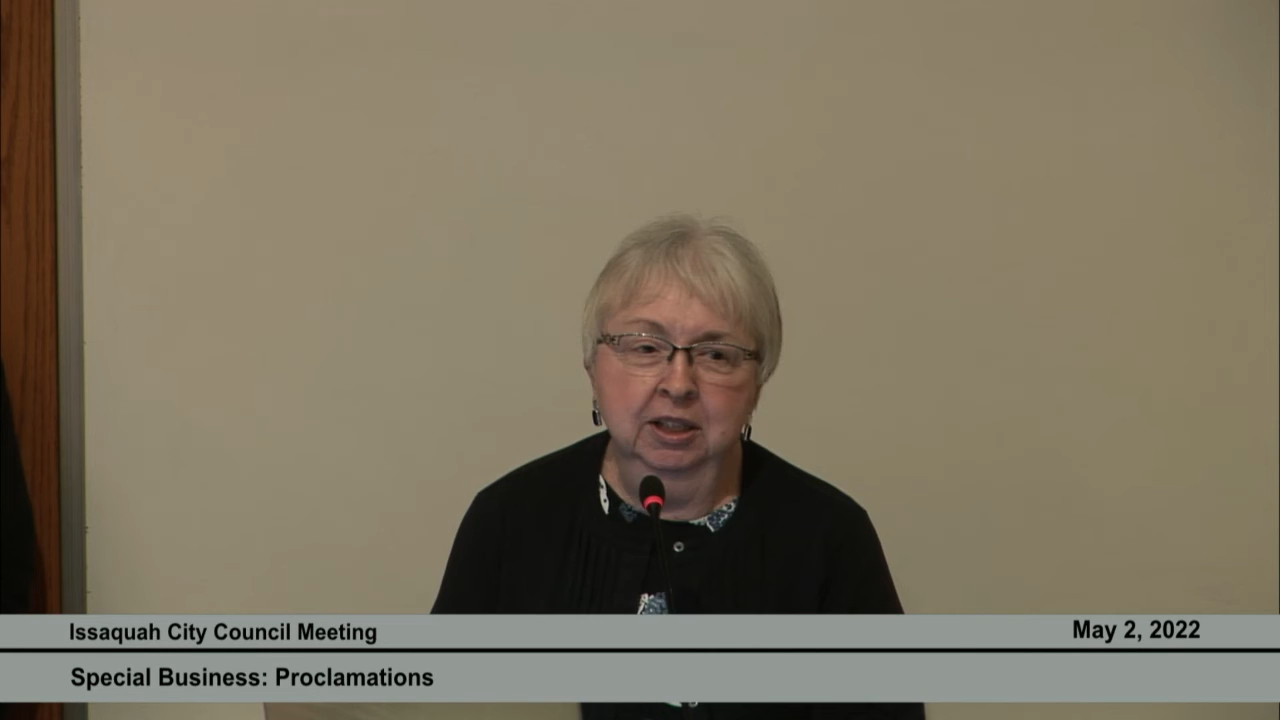 Issaquah City Council Meeting
May 2, 2022
Special Business: Proclamations